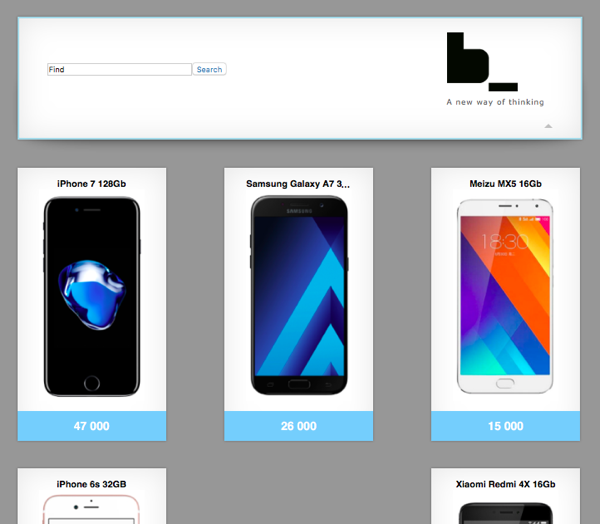 Find
Search
b_
A new way of thinking
iPhone 7 128Gb
Samsung Galaxy A7 3...
Meizu MX5 16Gb
SAMSUNG
18:30
47 000
26 000
15 000
iPhone 6s 32GB
Xiaomi Redmi 4X 16Gb